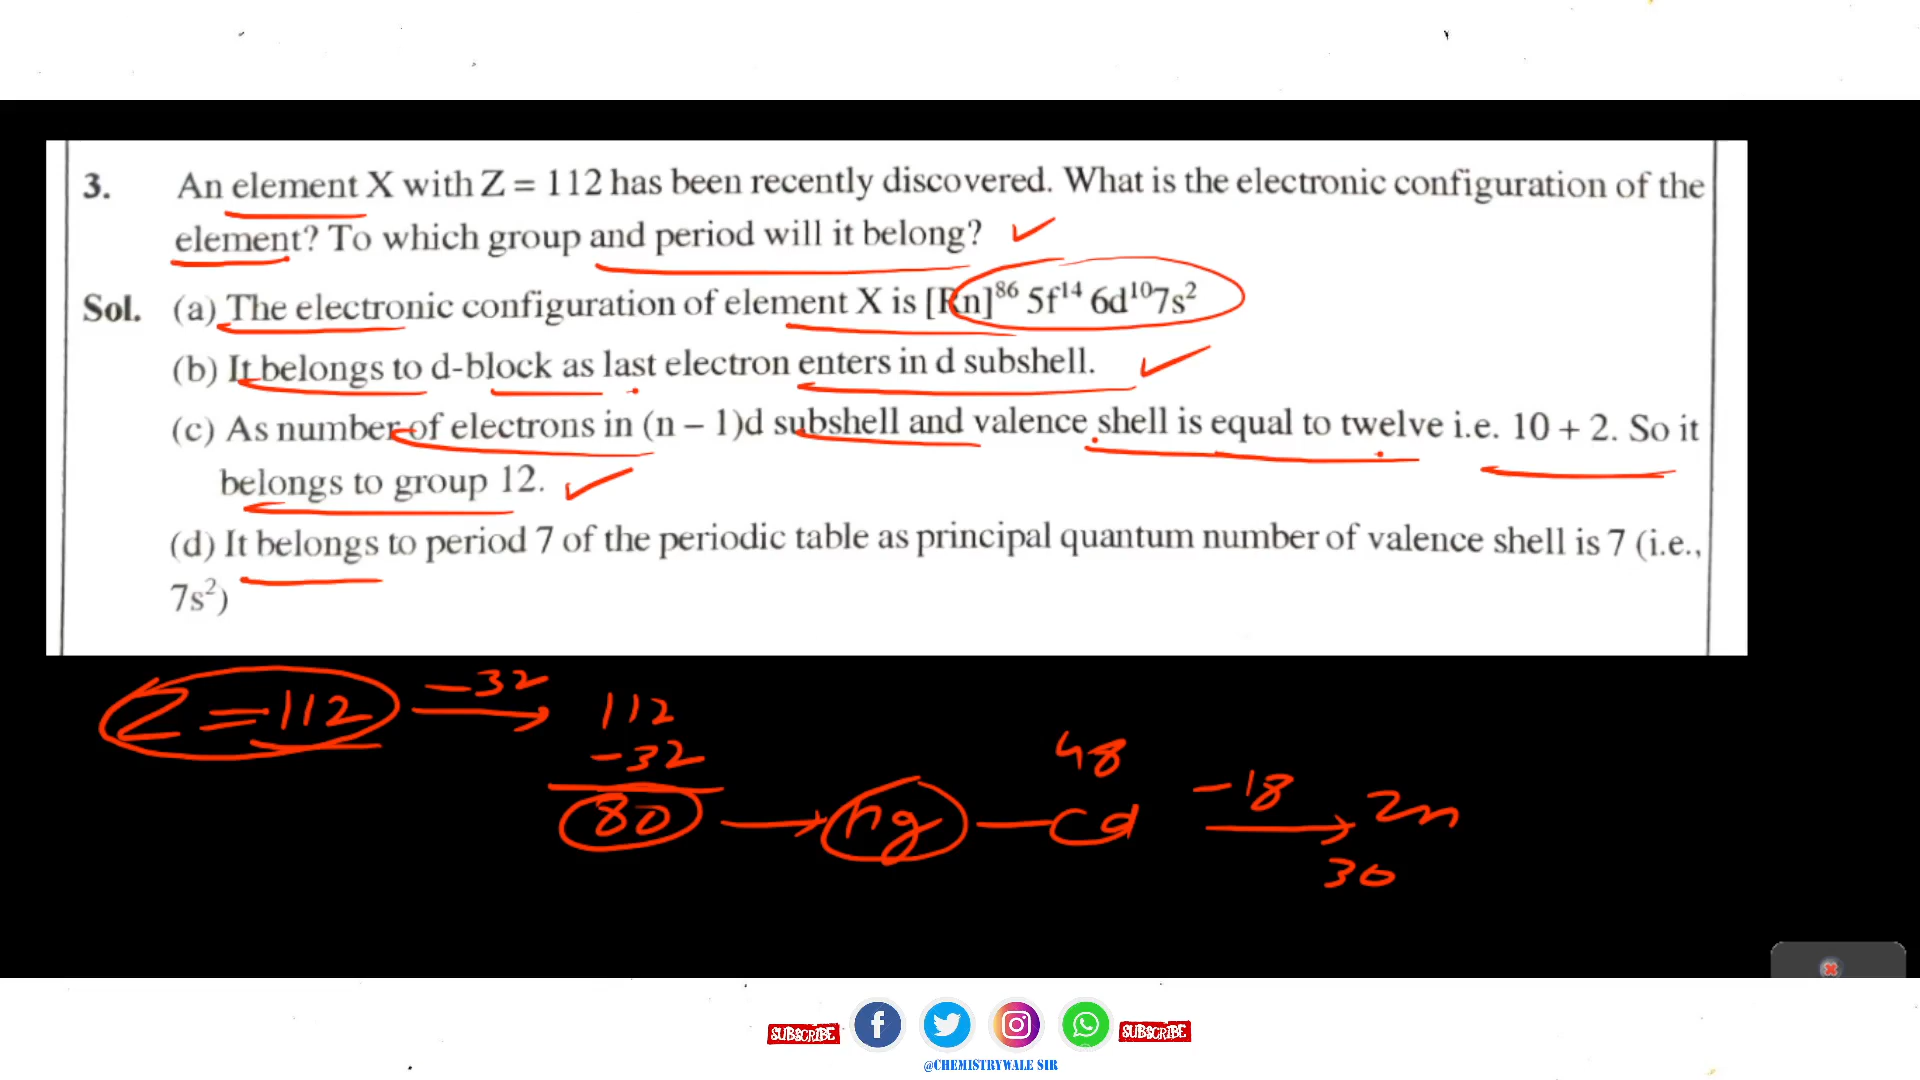 3. An element X with Z = 112 has been recently discovered. What is the electronic configuration of the
element? To which group and period will it belong?
Sol. (a) The electronic configuration of element X is [Rn]⁸⁶ 5f¹⁴ 6d¹⁰7s²
(b) It belongs to d-block as last electron enters in d subshell.
(c) As number of electrons in (n – 1)d subshell and valence shell is equal to twelve i.e. 10 + 2. So it
belongs to group 12.
(d) It belongs to period 7 of the periodic table as principal quantum number of valence shell is 7 (i.e.,
7s²)
Z = 112 -32
112
-32
80 Hg Cd 48 -18 Zn
30
SUBSCRIBE SUBSCRIBE
@CHEMISTRYWALE SIR